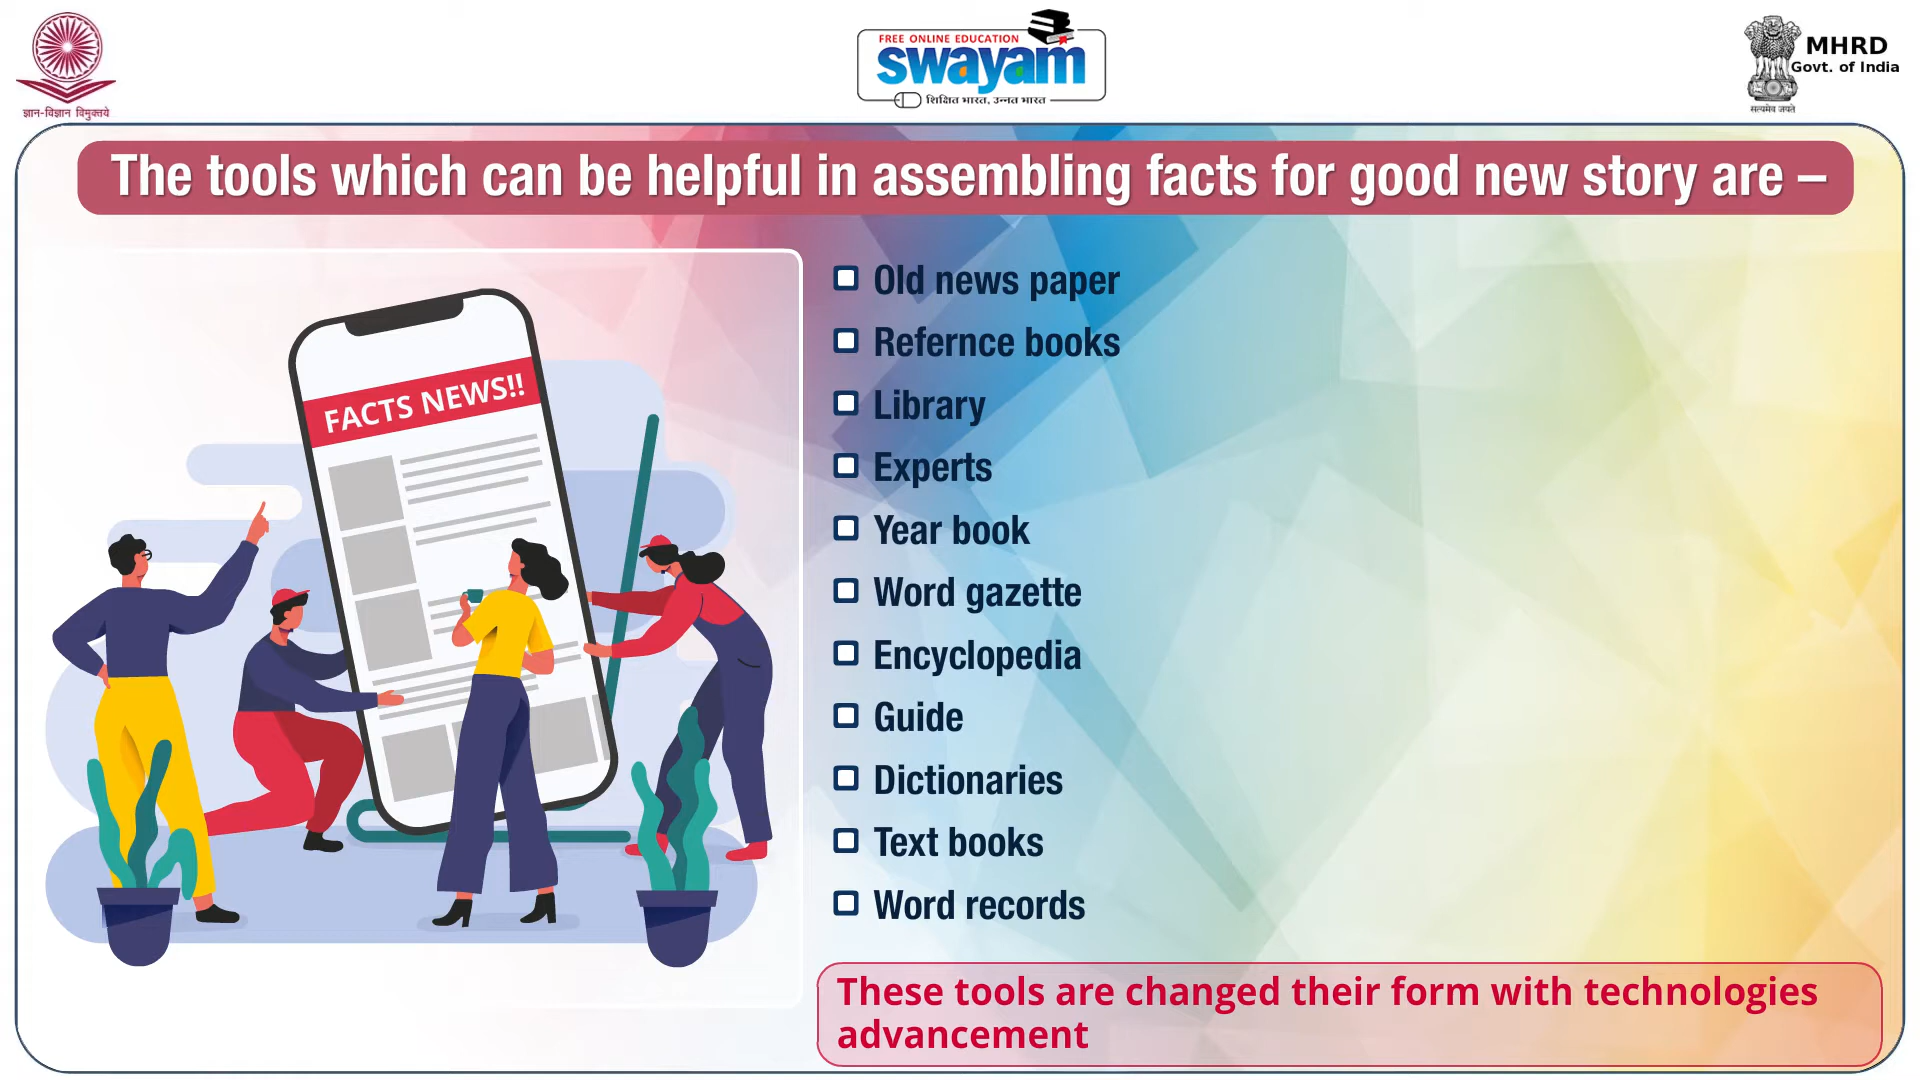 ज्ञान-विज्ञान विमुक्तये
FREE ONLINE EDUCATION
swayam
शिक्षित भारत, उन्नत भारत
MHRD
Govt. of India
सत्यमेव जयते
The tools which can be helpful in assembling facts for good new story are –
FACTS NEWS!!
Old news paper
Refernce books
Library
Experts
Year book
Word gazette
Encyclopedia
Guide
Dictionaries
Text books
Word records
These tools are changed their form with technologies
advancement